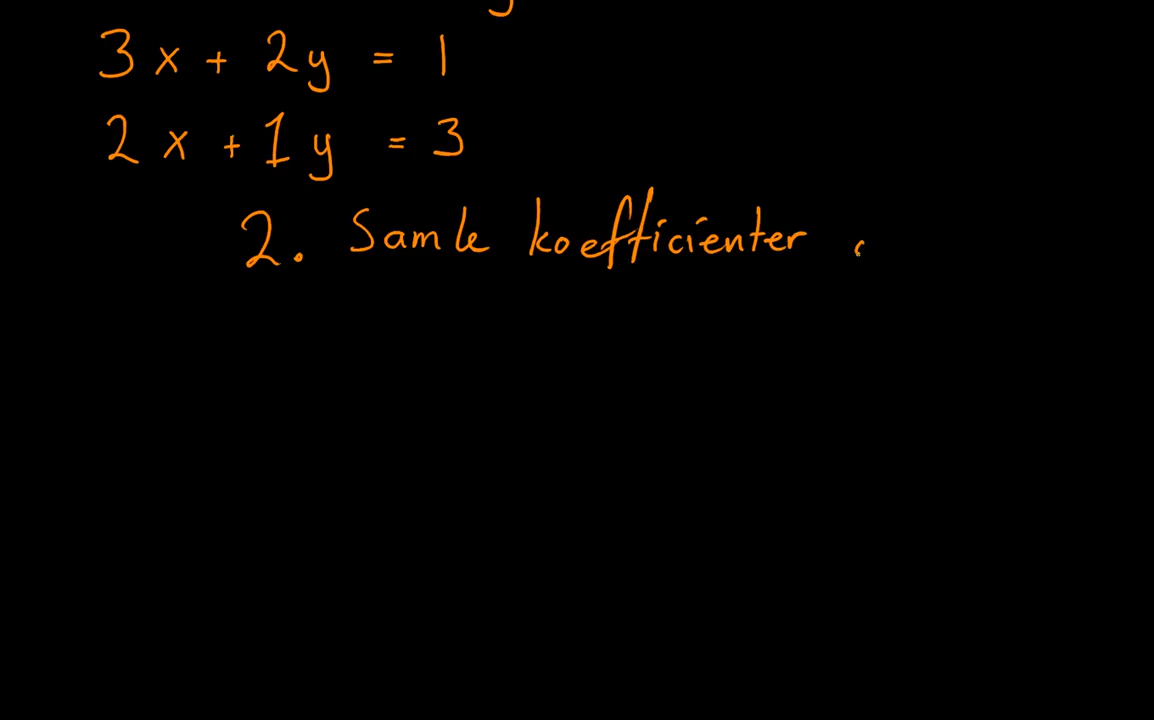 3x + 2y = 1
2x + 1y = 3
2. Samle koefficienter